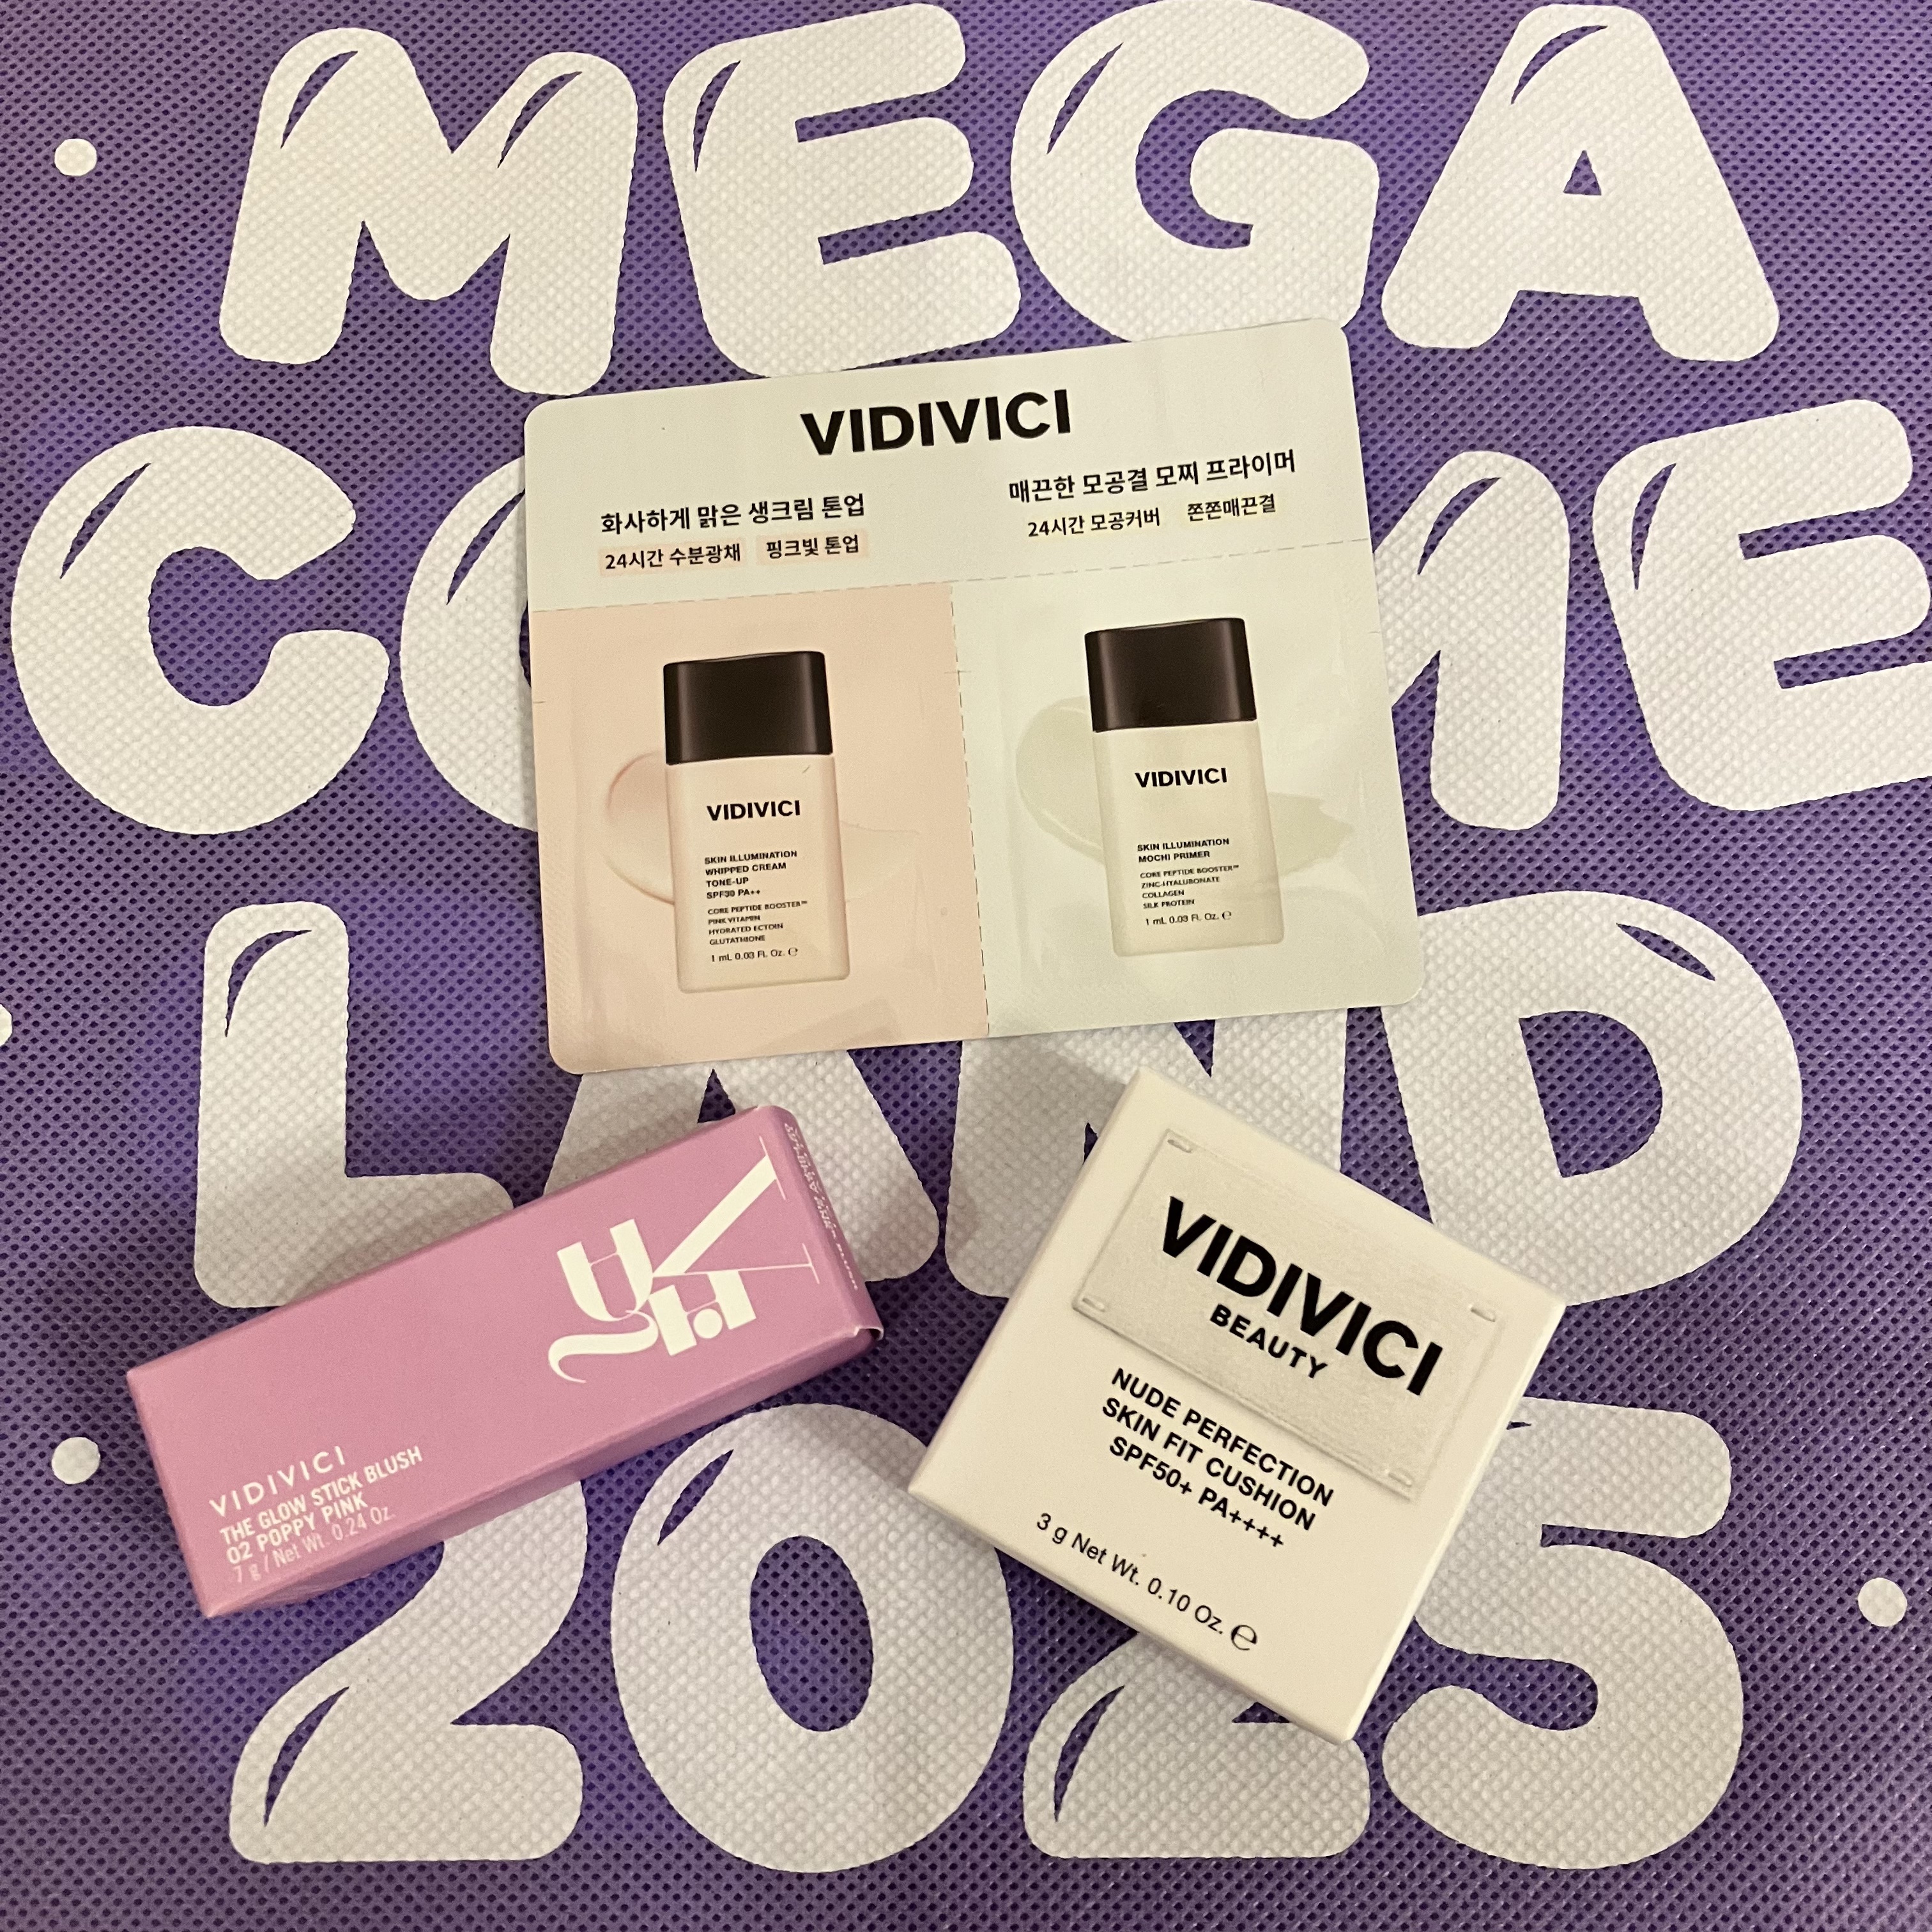 MEGA
COME
LAND
2025
VIDIVICI
화사하게 맑은 생크림 톤업
24시간 수분광채 핑크빛 톤업
매끈한 모공결 모찌 프라이머
24시간 모공커버 쫀쫀매끈결
VIDIVICI
SKIN ILLUMINATION
WHIPPED CREAM
TONE-UP
SPF30 PA++
CORE PEPTIDE BOOSTER™
PINK VITAMIN
HYDRATED ECTOIN
GLUTATHIONE
1 mL 0.03 Fl. Oz. ℮
VIDIVICI
SKIN ILLUMINATION
MOCHI PRIMER
CORE PEPTIDE BOOSTER™
ZINC-HYALURONATE
COLLAGEN
SILK PROTEIN
1 mL 0.03 Fl. Oz. ℮
VIDIVICI
THE GLOW STICK BLUSH
02 POPPY PINK
7 g / Net Wt. 0.24 Oz.
VIDIVICI
BEAUTY
NUDE PERFECTION
SKIN FIT CUSHION
SPF50+ PA++++
3 g Net Wt. 0.10 Oz. ℮